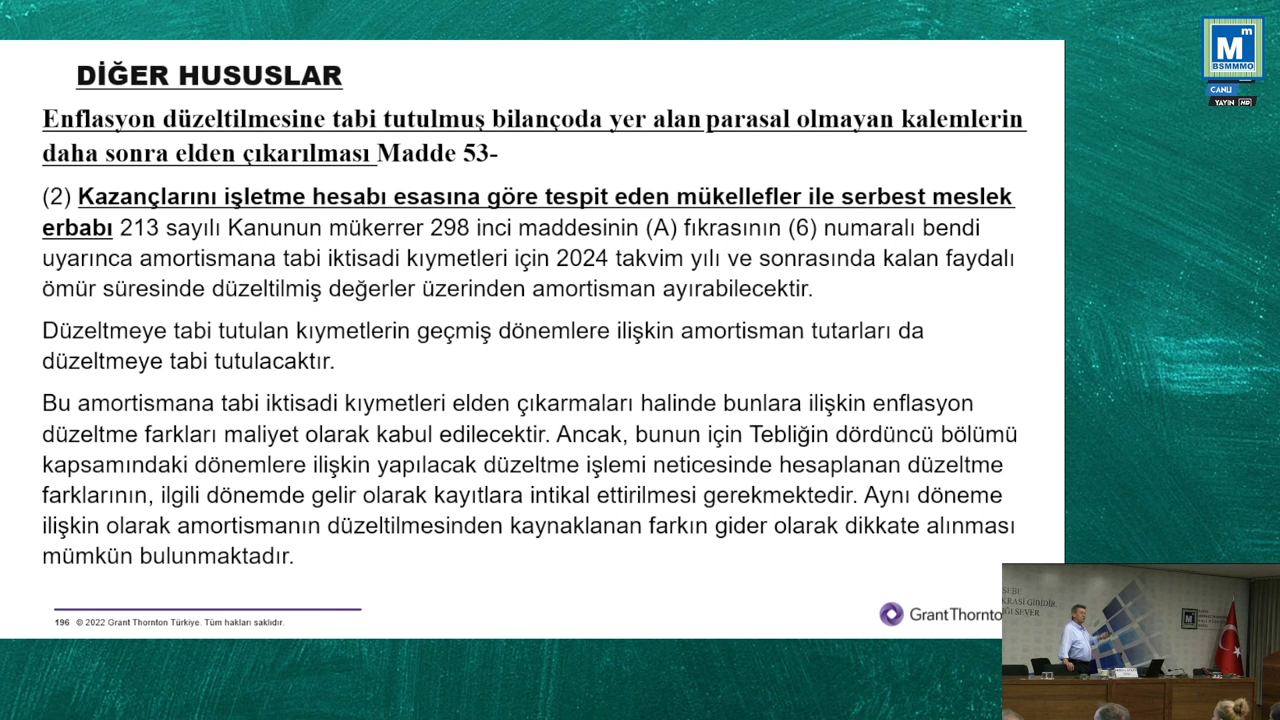 DİĞER HUSUSLAR
Enflasyon düzeltilmesine tabi tutulmuş bilançoda yer alan parasal olmayan kalemlerin
daha sonra elden çıkarılması Madde 53-
(2) Kazançlarını işletme hesabı esasına göre tespit eden mükellefler ile serbest meslek
erbabı 213 sayılı Kanunun mükerrer 298 inci maddesinin (A) fıkrasının (6) numaralı bendi
uyarınca amortismana tabi iktisadi kıymetleri için 2024 takvim yılı ve sonrasında kalan faydalı
ömür süresinde düzeltilmiş değerler üzerinden amortisman ayırabilecektir.
Düzeltmeye tabi tutulan kıymetlerin geçmiş dönemlere ilişkin amortisman tutarları da
düzeltmeye tabi tutulacaktır.
Bu amortismana tabi iktisadi kıymetleri elden çıkarmaları halinde bunlara ilişkin enflasyon
düzeltme farkları maliyet olarak kabul edilecektir. Ancak, bunun için Tebliğin dördüncü bölümü
kapsamındaki dönemlere ilişkin yapılacak düzeltme işlemi neticesinde hesaplanan düzeltme
farklarının, ilgili dönemde gelir olarak kayıtlara intikal ettirilmesi gerekmektedir. Aynı döneme
ilişkin olarak amortismanın düzeltilmesinden kaynaklanan farkın gider olarak dikkate alınması
mümkün bulunmaktadır.
196 © 2022 Grant Thornton Türkiye. Tüm hakları saklıdır.
GrantThornto
M m
BSMMMO
CANLI
YAYIN HD
KRASİ GİBİDİR.
SEVER